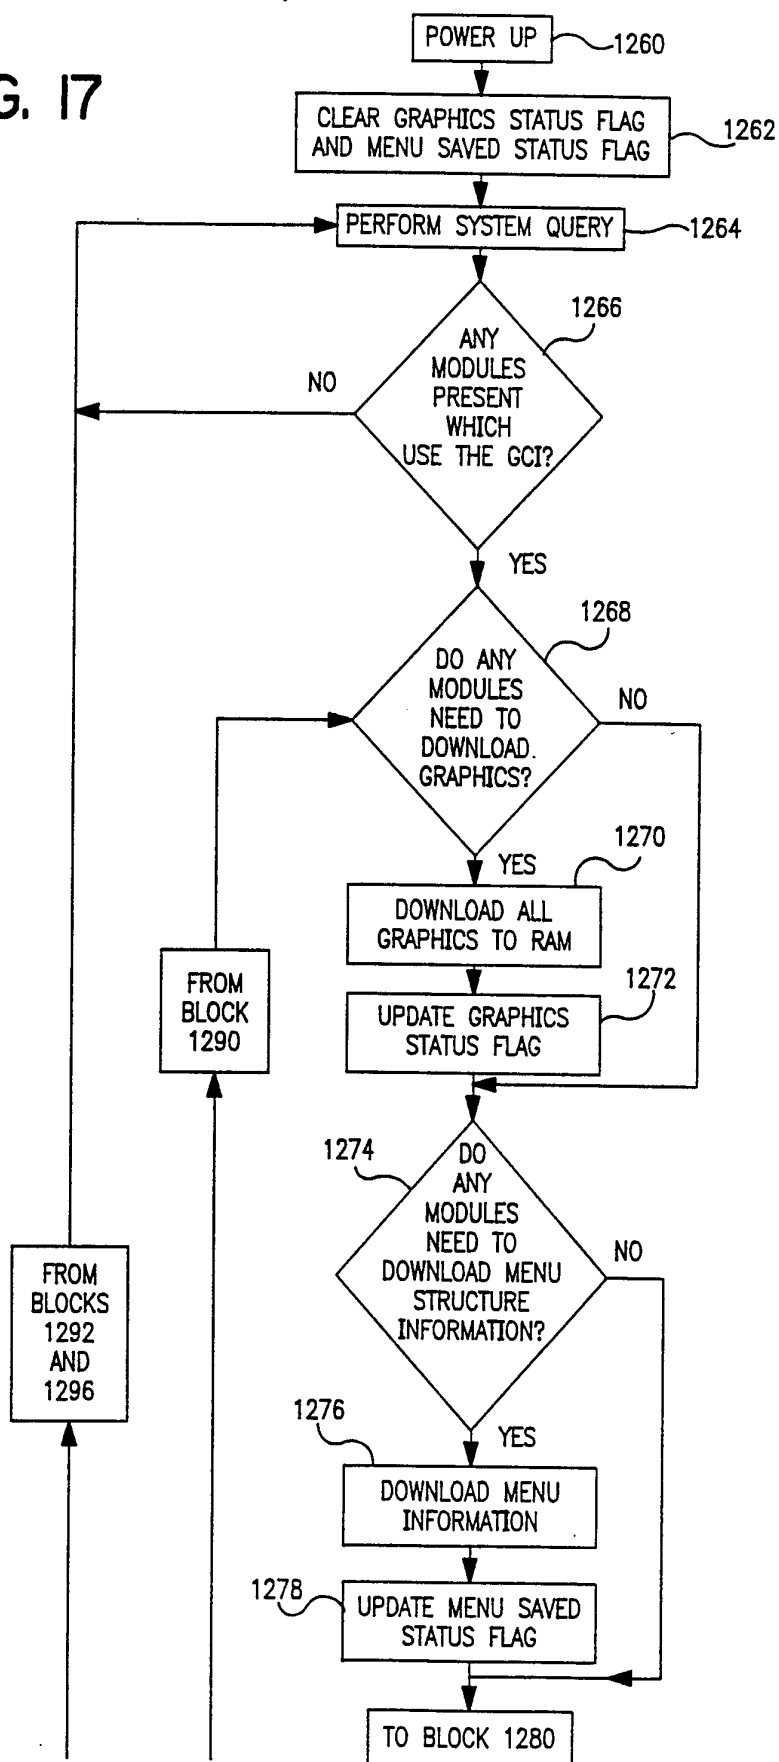 G. 17
POWER UP
1260
CLEAR GRAPHICS STATUS FLAG
AND MENU SAVED STATUS FLAG
1262
PERFORM SYSTEM QUERY
1264
1266
ANY
MODULES
PRESENT
WHICH
USE THE GCI?
NO
YES
1268
DO ANY
MODULES
NEED TO
DOWNLOAD.
GRAPHICS?
NO
YES
1270
DOWNLOAD ALL
GRAPHICS TO RAM
1272
UPDATE GRAPHICS
STATUS FLAG
FROM
BLOCK
1290
1274
DO
ANY
MODULES
NEED TO
DOWNLOAD MENU
STRUCTURE
INFORMATION?
NO
FROM
BLOCKS
1292
AND
1296
YES
1276
DOWNLOAD MENU
INFORMATION
1278
UPDATE MENU SAVED
STATUS FLAG
TO BLOCK 1280